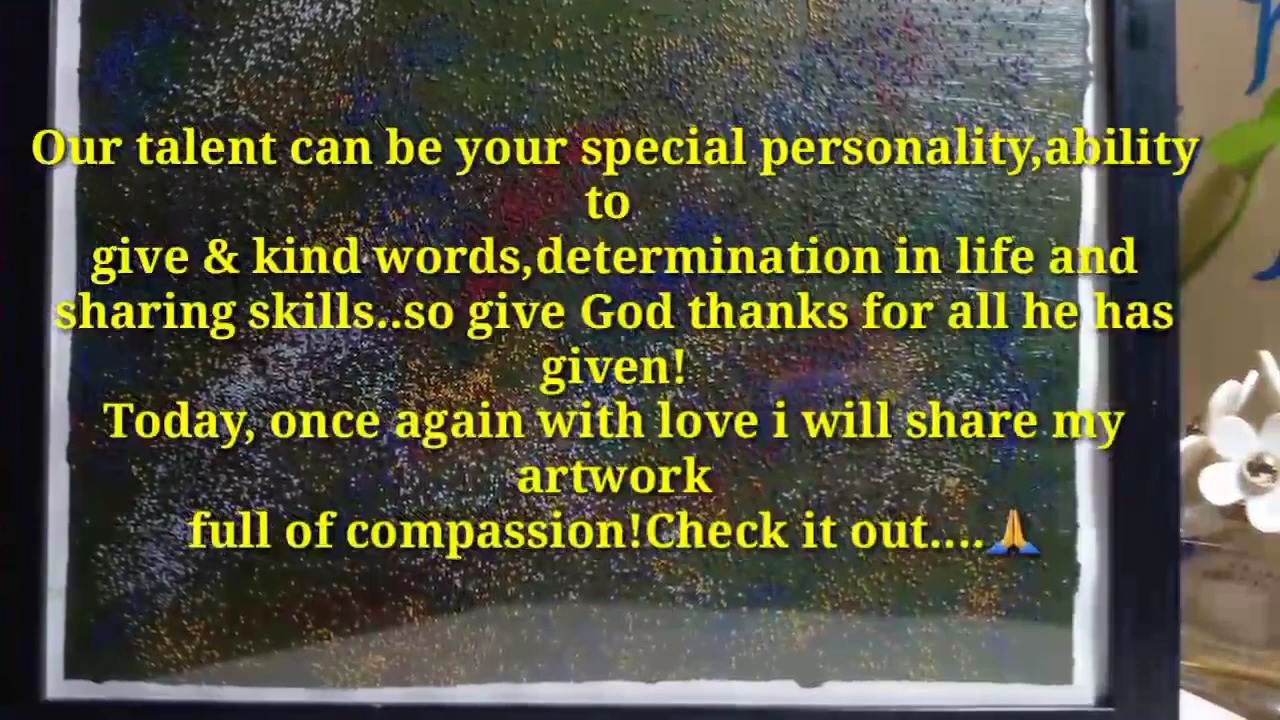 Our talent can be your special personality,ability
to
give & kind words,determination in life and
sharing skills..so give God thanks for all he has
given!
Today, once again with love i will share my
artwork
full of compassion!Check it out....🙏